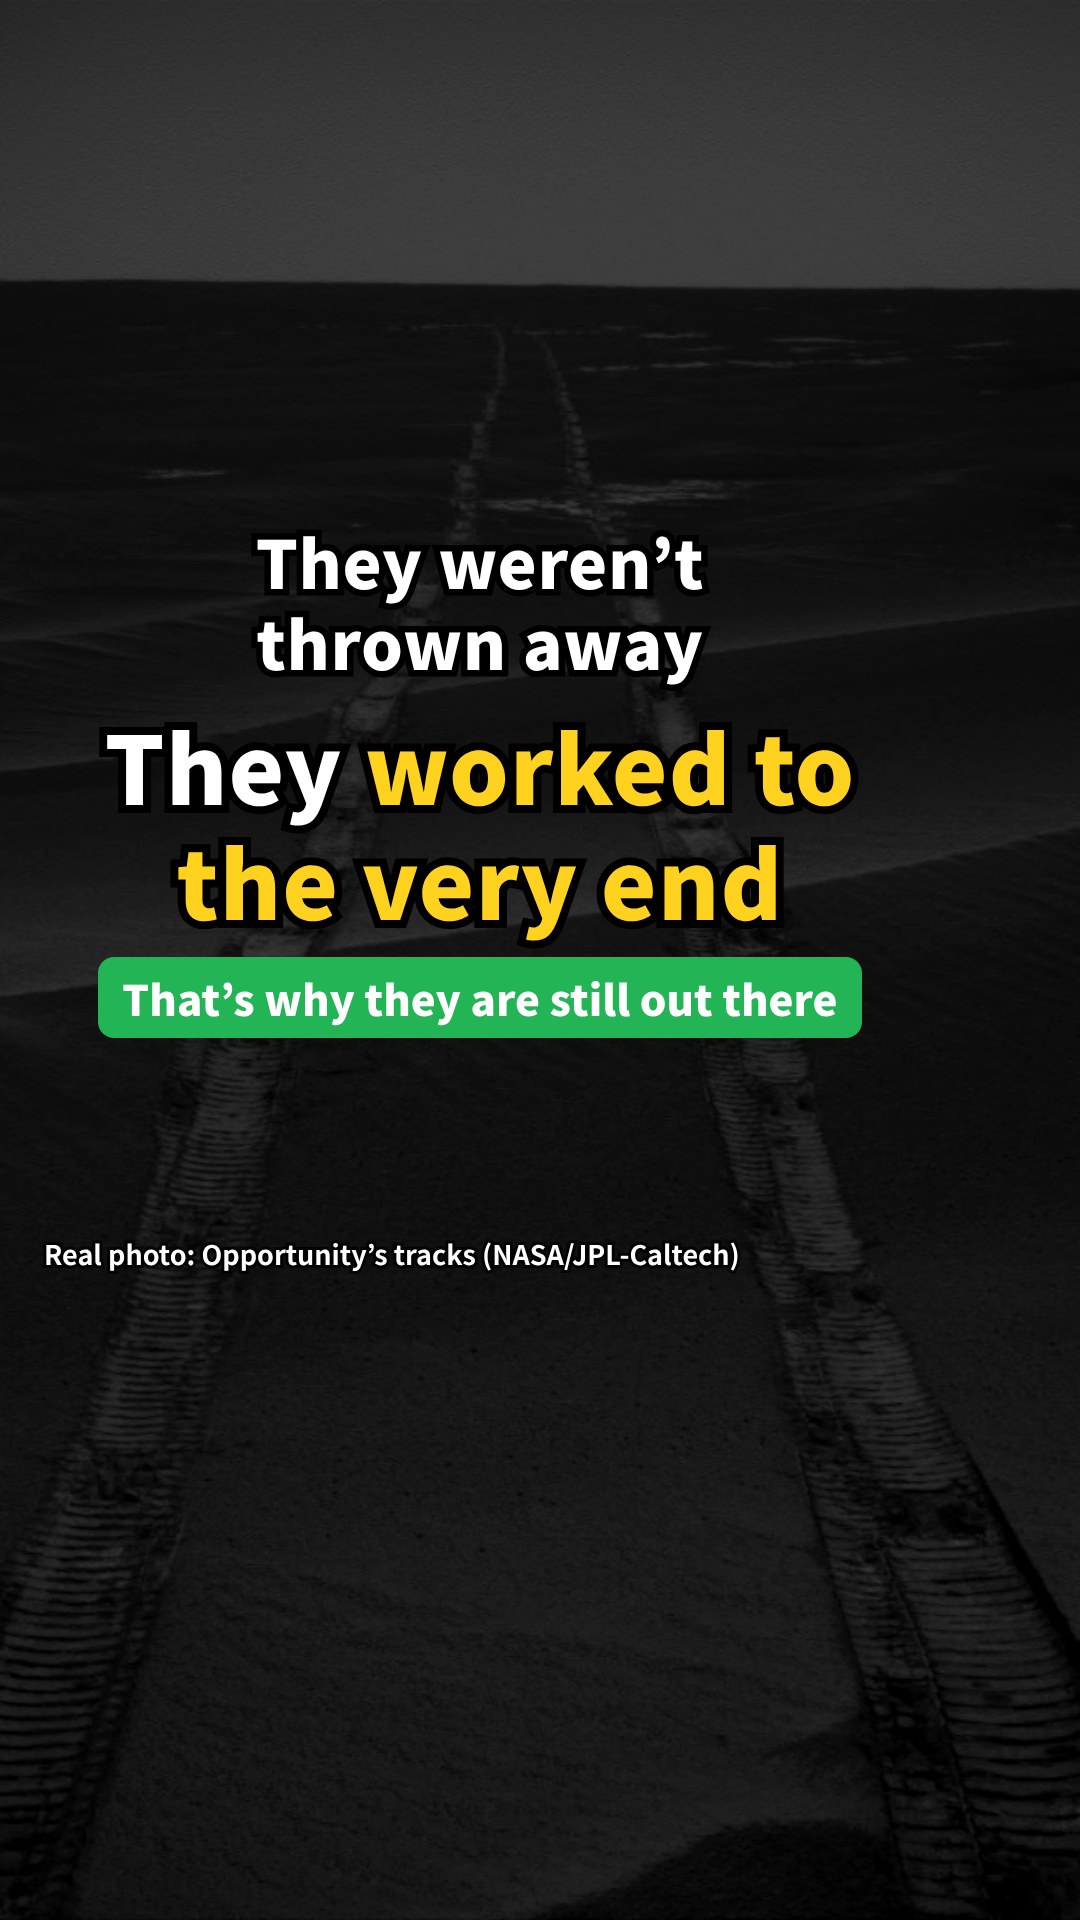 They weren’t
thrown away
They worked to
the very end
That’s why they are still out there
Real photo: Opportunity’s tracks (NASA/JPL-Caltech)